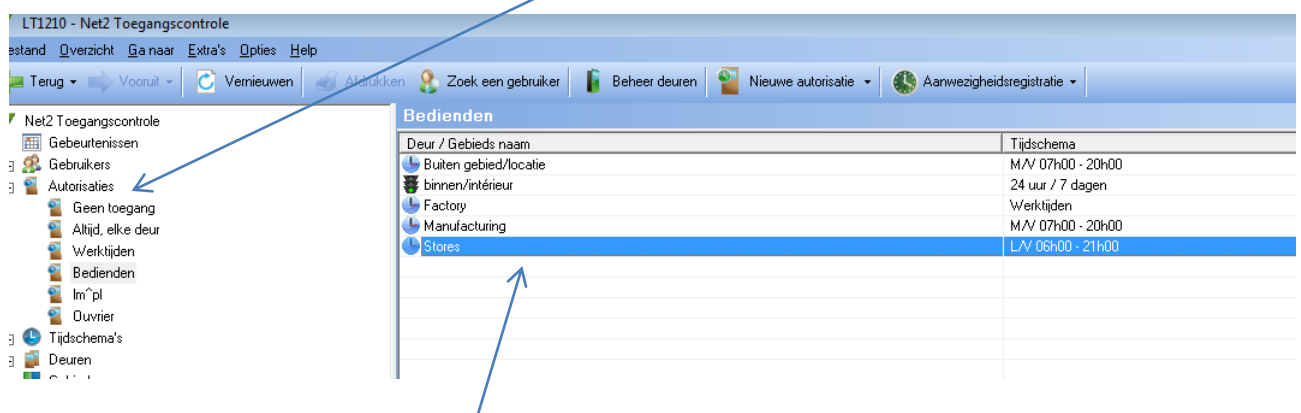 LT1210 - Net2 Toegangscontrole
estand Overzicht Ga naar Extra's Opties Help
Terug Vooruit Vernieuwen Afdrukken Zoek een gebruiker Beheer deuren Nieuwe autorisatie Aanwezigheidsregistratie
Net2 Toegangscontrole
Gebeurtenissen
Gebruikers
Autorisaties
Geen toegang
Altijd, elke deur
Werktijden
Bedienden
Im^pl
Ouvrier
Tijdschema's
Deuren
Bedienden
Deur / Gebieds naam Tijdschema
Buiten gebied/locatie M/V 07h00 - 20h00
binnen/intérieur 24 uur / 7 dagen
Factory Werktijden
Manufacturing M/V 07h00 - 20h00
Stores L/V 06h00 - 21h00